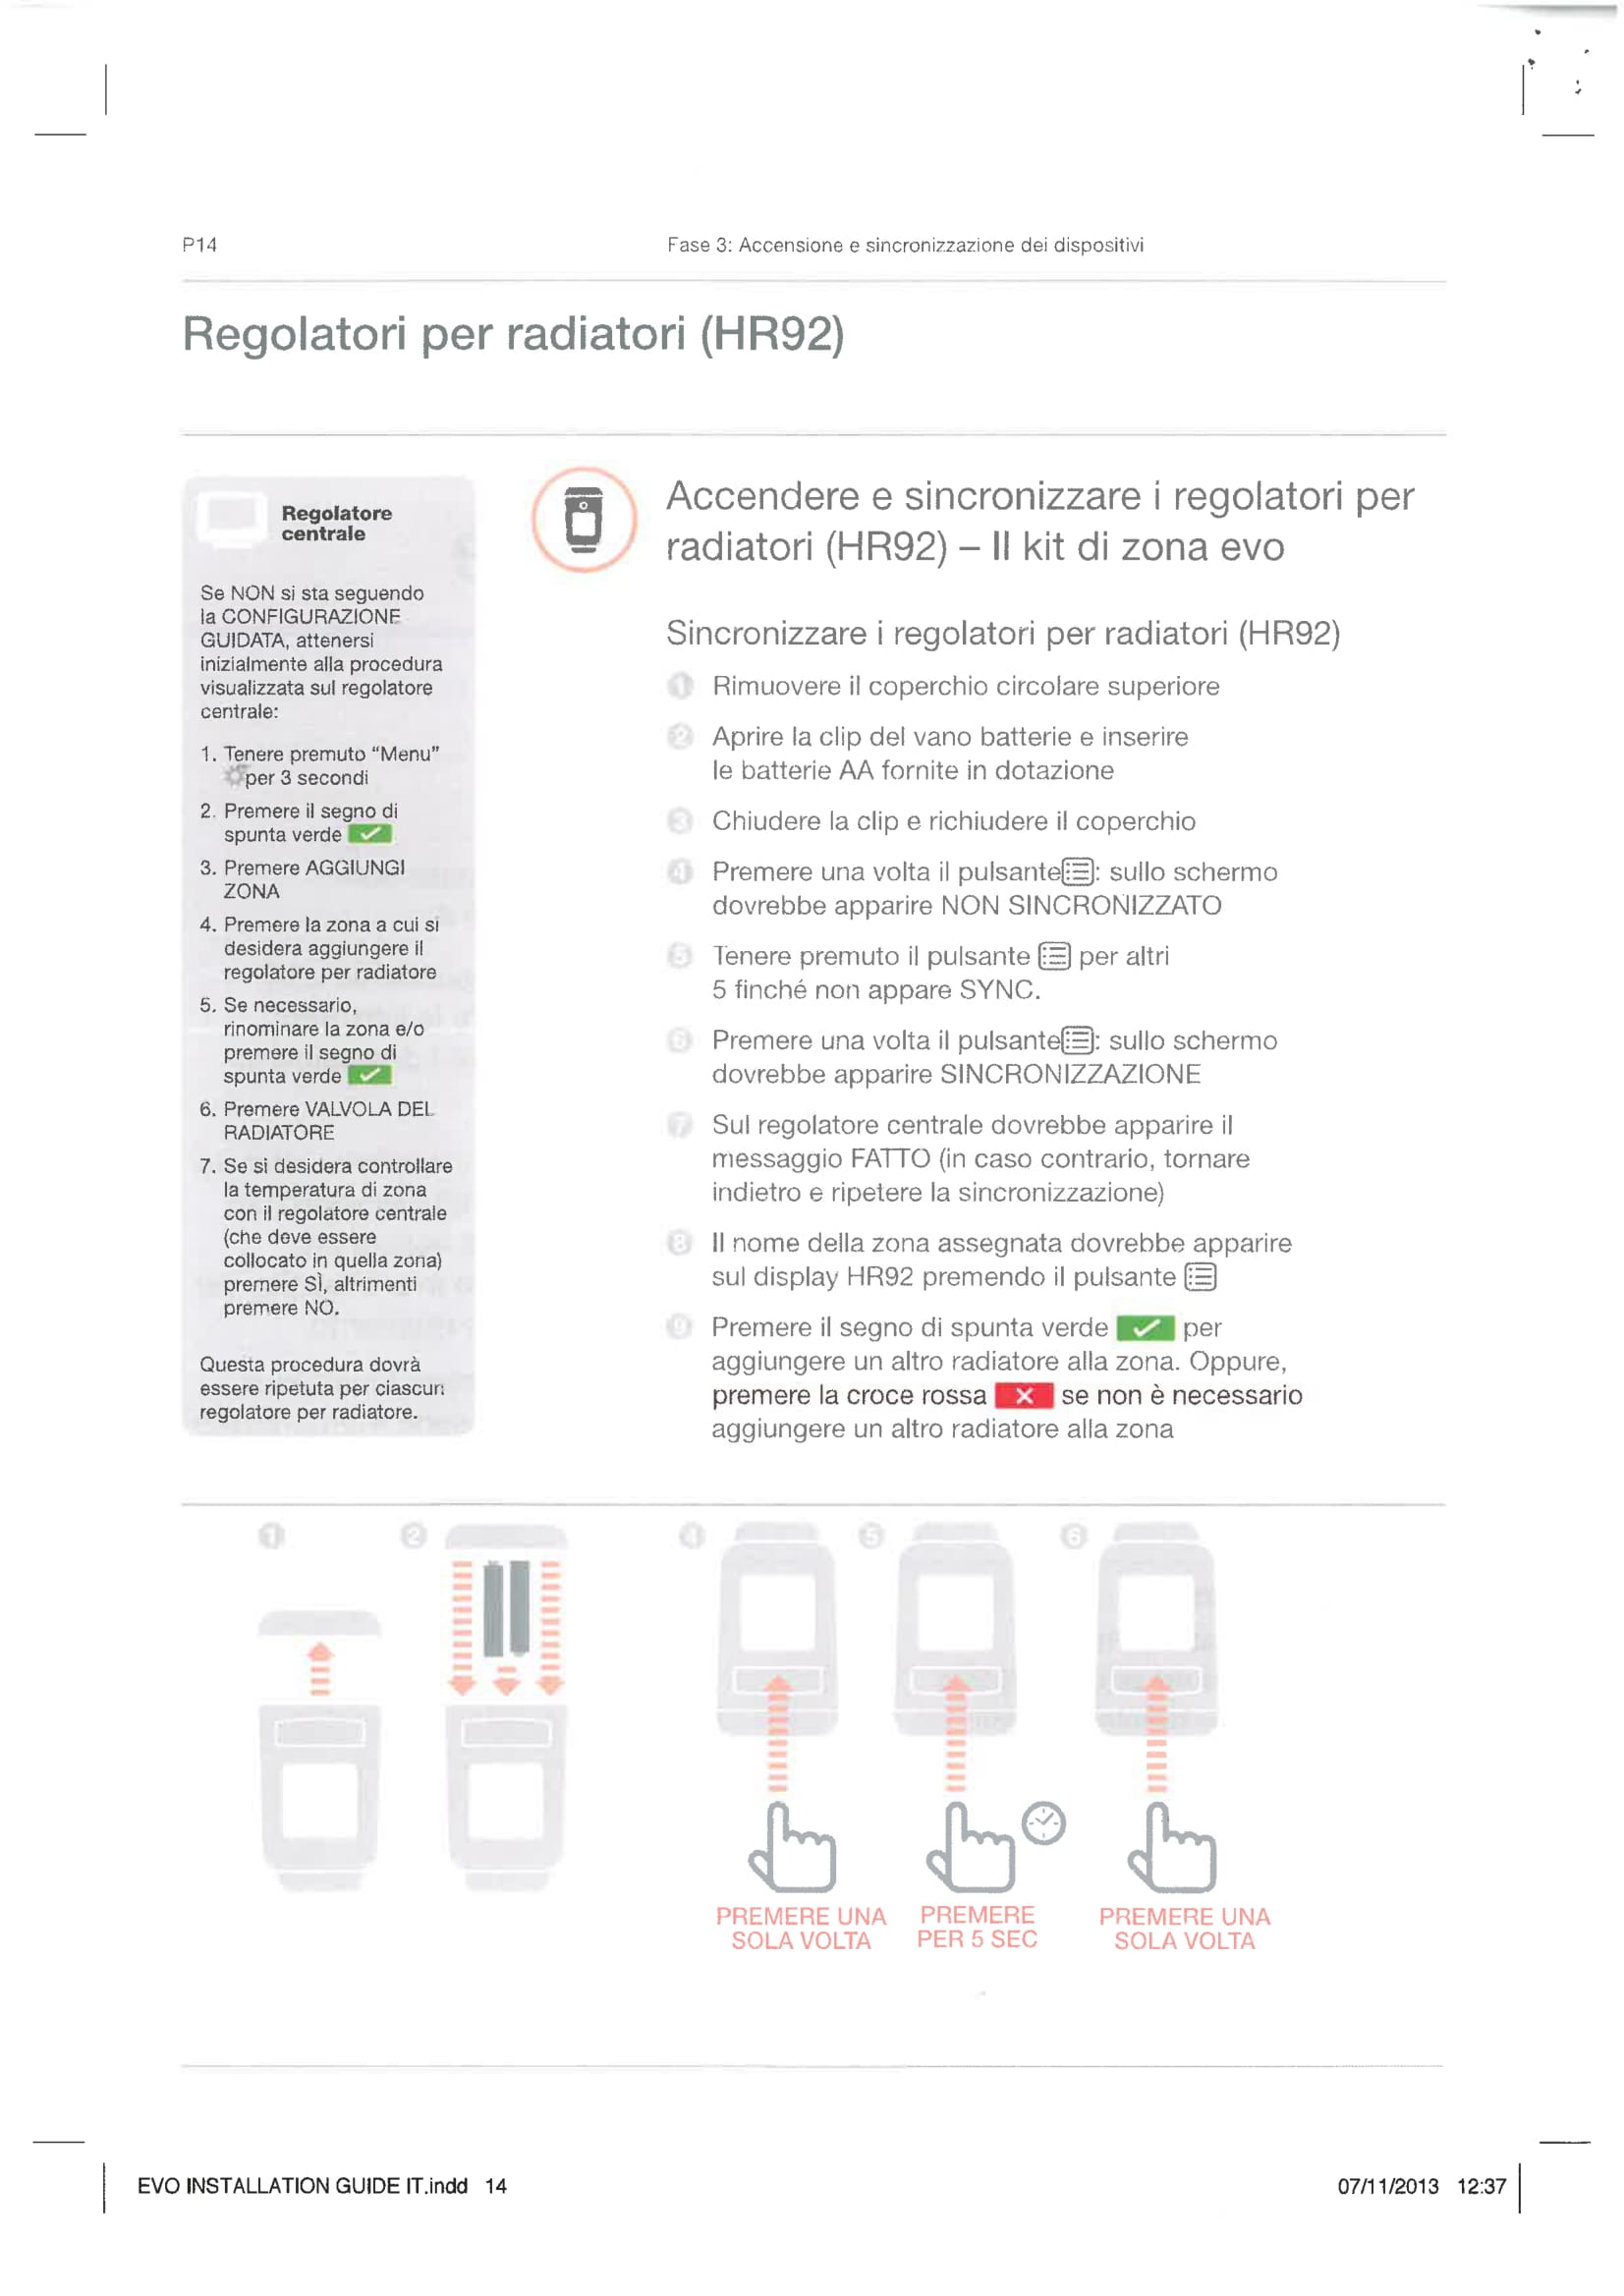 P14
Fase 3: Accensione e sincronizzazione dei dispositivi
Regolatori per radiatori (HR92)
Regolatore
centrale
Se NON si sta seguendo
la CONFIGURAZIONE
GUIDATA, attenersi
inizialmente alla procedura
visualizzata sul regolatore
centrale:
1. Tenere premuto “Menu”
per 3 secondi
2. Premere il segno di
spunta verde
3. Premere AGGIUNGI
ZONA
4. Premere la zona a cui si
desidera aggiungere il
regolatore per radiatore
5. Se necessario,
rinominare la zona e/o
premere il segno di
spunta verde
6. Premere VALVOLA DEL
RADIATORE
7. Se si desidera controllare
la temperatura di zona
con il regolatore centrale
(che deve essere
collocato in quella zona)
premere SÌ, altrimenti
premere NO.
Questa procedura dovrà
essere ripetuta per ciascun
regolatore per radiatore.
Accendere e sincronizzare i regolatori per
radiatori (HR92) – Il kit di zona evo
Sincronizzare i regolatori per radiatori (HR92)
1 Rimuovere il coperchio circolare superiore
2 Aprire la clip del vano batterie e inserire
le batterie AA fornite in dotazione
3 Chiudere la clip e richiudere il coperchio
4 Premere una volta il pulsante : sullo schermo
dovrebbe apparire NON SINCRONIZZATO
5 Tenere premuto il pulsante per altri
5 finché non appare SYNC.
6 Premere una volta il pulsante : sullo schermo
dovrebbe apparire SINCRONIZZAZIONE
7 Sul regolatore centrale dovrebbe apparire il
messaggio FATTO (in caso contrario, tornare
indietro e ripetere la sincronizzazione)
8 Il nome della zona assegnata dovrebbe apparire
sul display HR92 premendo il pulsante
9 Premere il segno di spunta verde per
aggiungere un altro radiatore alla zona. Oppure,
premere la croce rossa se non è necessario
aggiungere un altro radiatore alla zona
1
2
4
5
6
PREMERE UNA
SOLA VOLTA
PREMERE
PER 5 SEC
PREMERE UNA
SOLA VOLTA
EVO INSTALLATION GUIDE IT.indd 14
07/11/2013 12:37